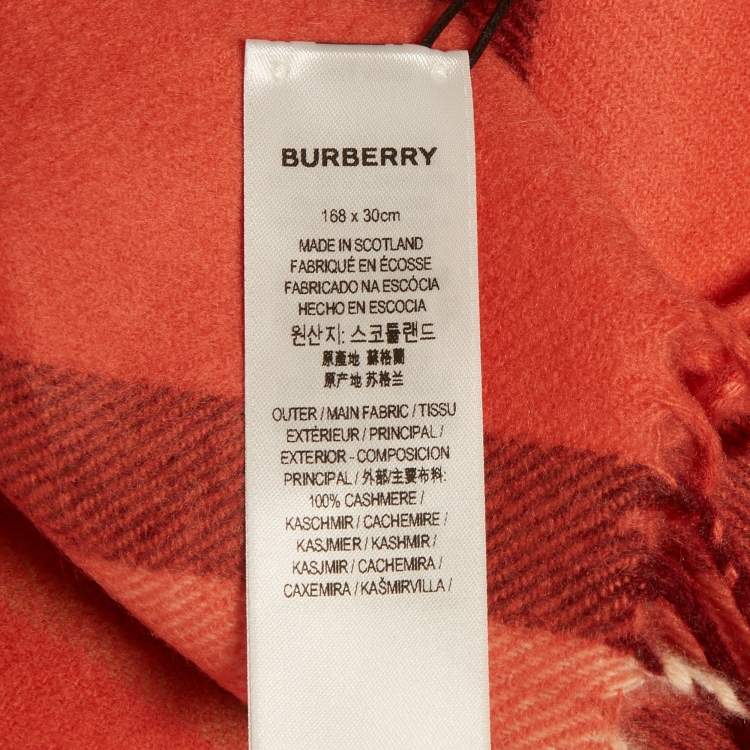 BURBERRY
168 x 30cm
MADE IN SCOTLAND
FABRIQUÉ EN ÉCOSSE
FABRICADO NA ESCÓCIA
HECHO EN ESCOCIA
원산지: 스코틀랜드
原產地 蘇格蘭
原产地 苏格兰
OUTER / MAIN FABRIC / TISSU
EXTÉRIEUR / PRINCIPAL /
EXTERIOR - COMPOSICION
PRINCIPAL / 外部/主要布料:
100% CASHMERE /
KASCHMIR / CACHEMIRE /
KASJMIER / KASHMIR /
KASJMIR / CACHEMIRA /
CAXEMIRA / KAŠMIRVILLA /